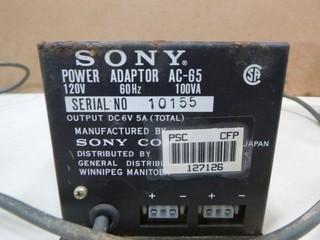 SONY
POWER ADAPTOR AC-65
120V 60Hz 100VA
SERIAL NO 10155
OUTPUT DC 6V 5A (TOTAL)
MANUFACTURED BY
SONY CO
JAPAN
DISTRIBUTED BY
GENERAL DISTRIB
WINNIPEG MANITOBA
PSC CFP
127126
+ - + -